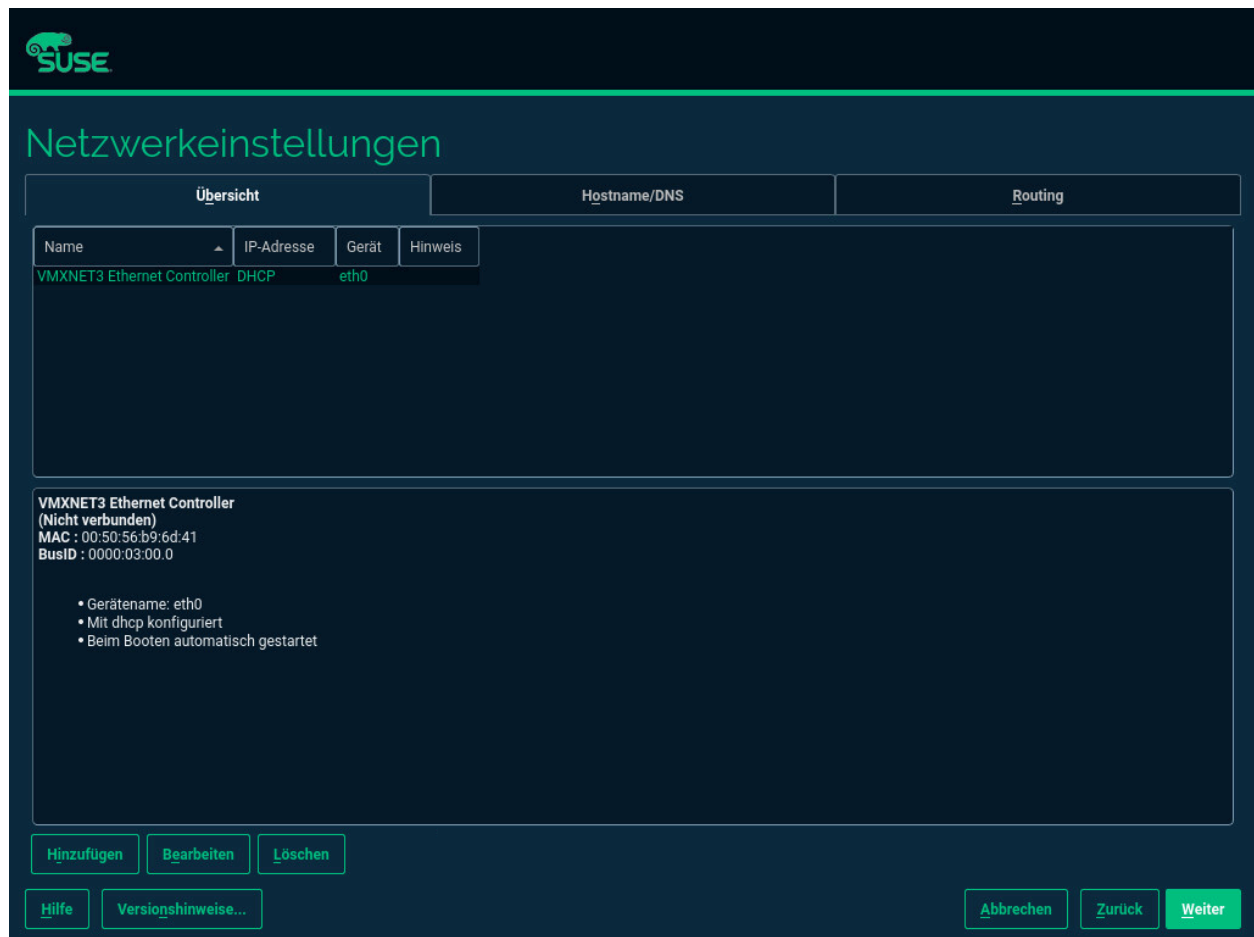 SUSE.
Netzwerkeinstellungen
Übersicht Hostname/DNS Routing
Name IP-Adresse Gerät Hinweis
VMXNET3 Ethernet Controller DHCP eth0
VMXNET3 Ethernet Controller
(Nicht verbunden)
MAC : 00:50:56:b9:6d:41
BusID : 0000:03:00.0
• Gerätename: eth0
• Mit dhcp konfiguriert
• Beim Booten automatisch gestartet
Hinzufügen Bearbeiten Löschen
Hilfe Versionshinweise... Abbrechen Zurück Weiter